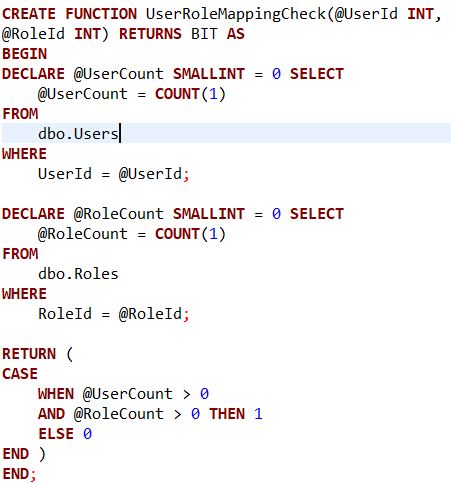 CREATE FUNCTION UserRoleMappingCheck(@UserId INT,
@RoleId INT) RETURNS BIT AS
BEGIN
DECLARE @UserCount SMALLINT = 0 SELECT
    @UserCount = COUNT(1)
FROM
    dbo.Users
WHERE
    UserId = @UserId;

DECLARE @RoleCount SMALLINT = 0 SELECT
    @RoleCount = COUNT(1)
FROM
    dbo.Roles
WHERE
    RoleId = @RoleId;

RETURN (
CASE
    WHEN @UserCount > 0
    AND @RoleCount > 0 THEN 1
    ELSE 0
END )
END;